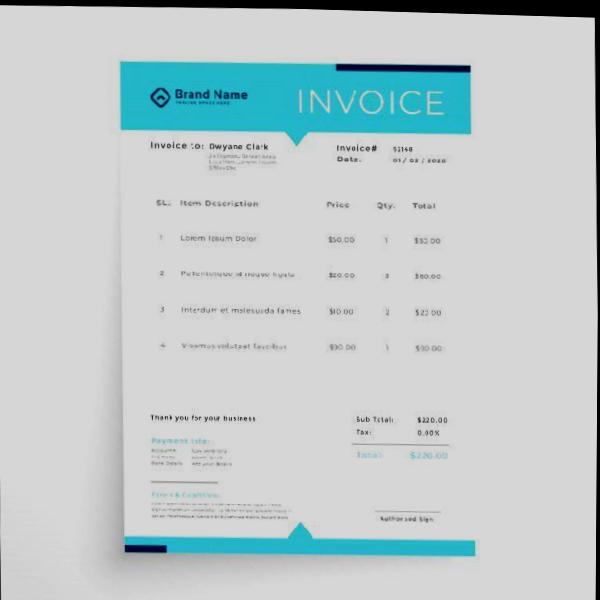 Brand Name
TAGLINE SPACE HERE
INVOICE
Invoice to: Dwyane Clark
Invoice# 52148
Date: 01 / 02 / 2020
SL. Item Description Price Qty. Total
1 Lorem Ipsum Dolor $50.00 1 $50.00
2 Pellentesque id neque ligula $20.00 3 $60.00
3 Interdum et malesuada fames $10.00 2 $20.00
4 Vivamus volutpat faucibus $90.00 1 $90.00
Thank you for your business
Sub Total: $220.00
Tax: 0.00%
Payment Info:
Total: $220.00
Account #:
Bank Details
Terms & Conditions
Authorised Sign